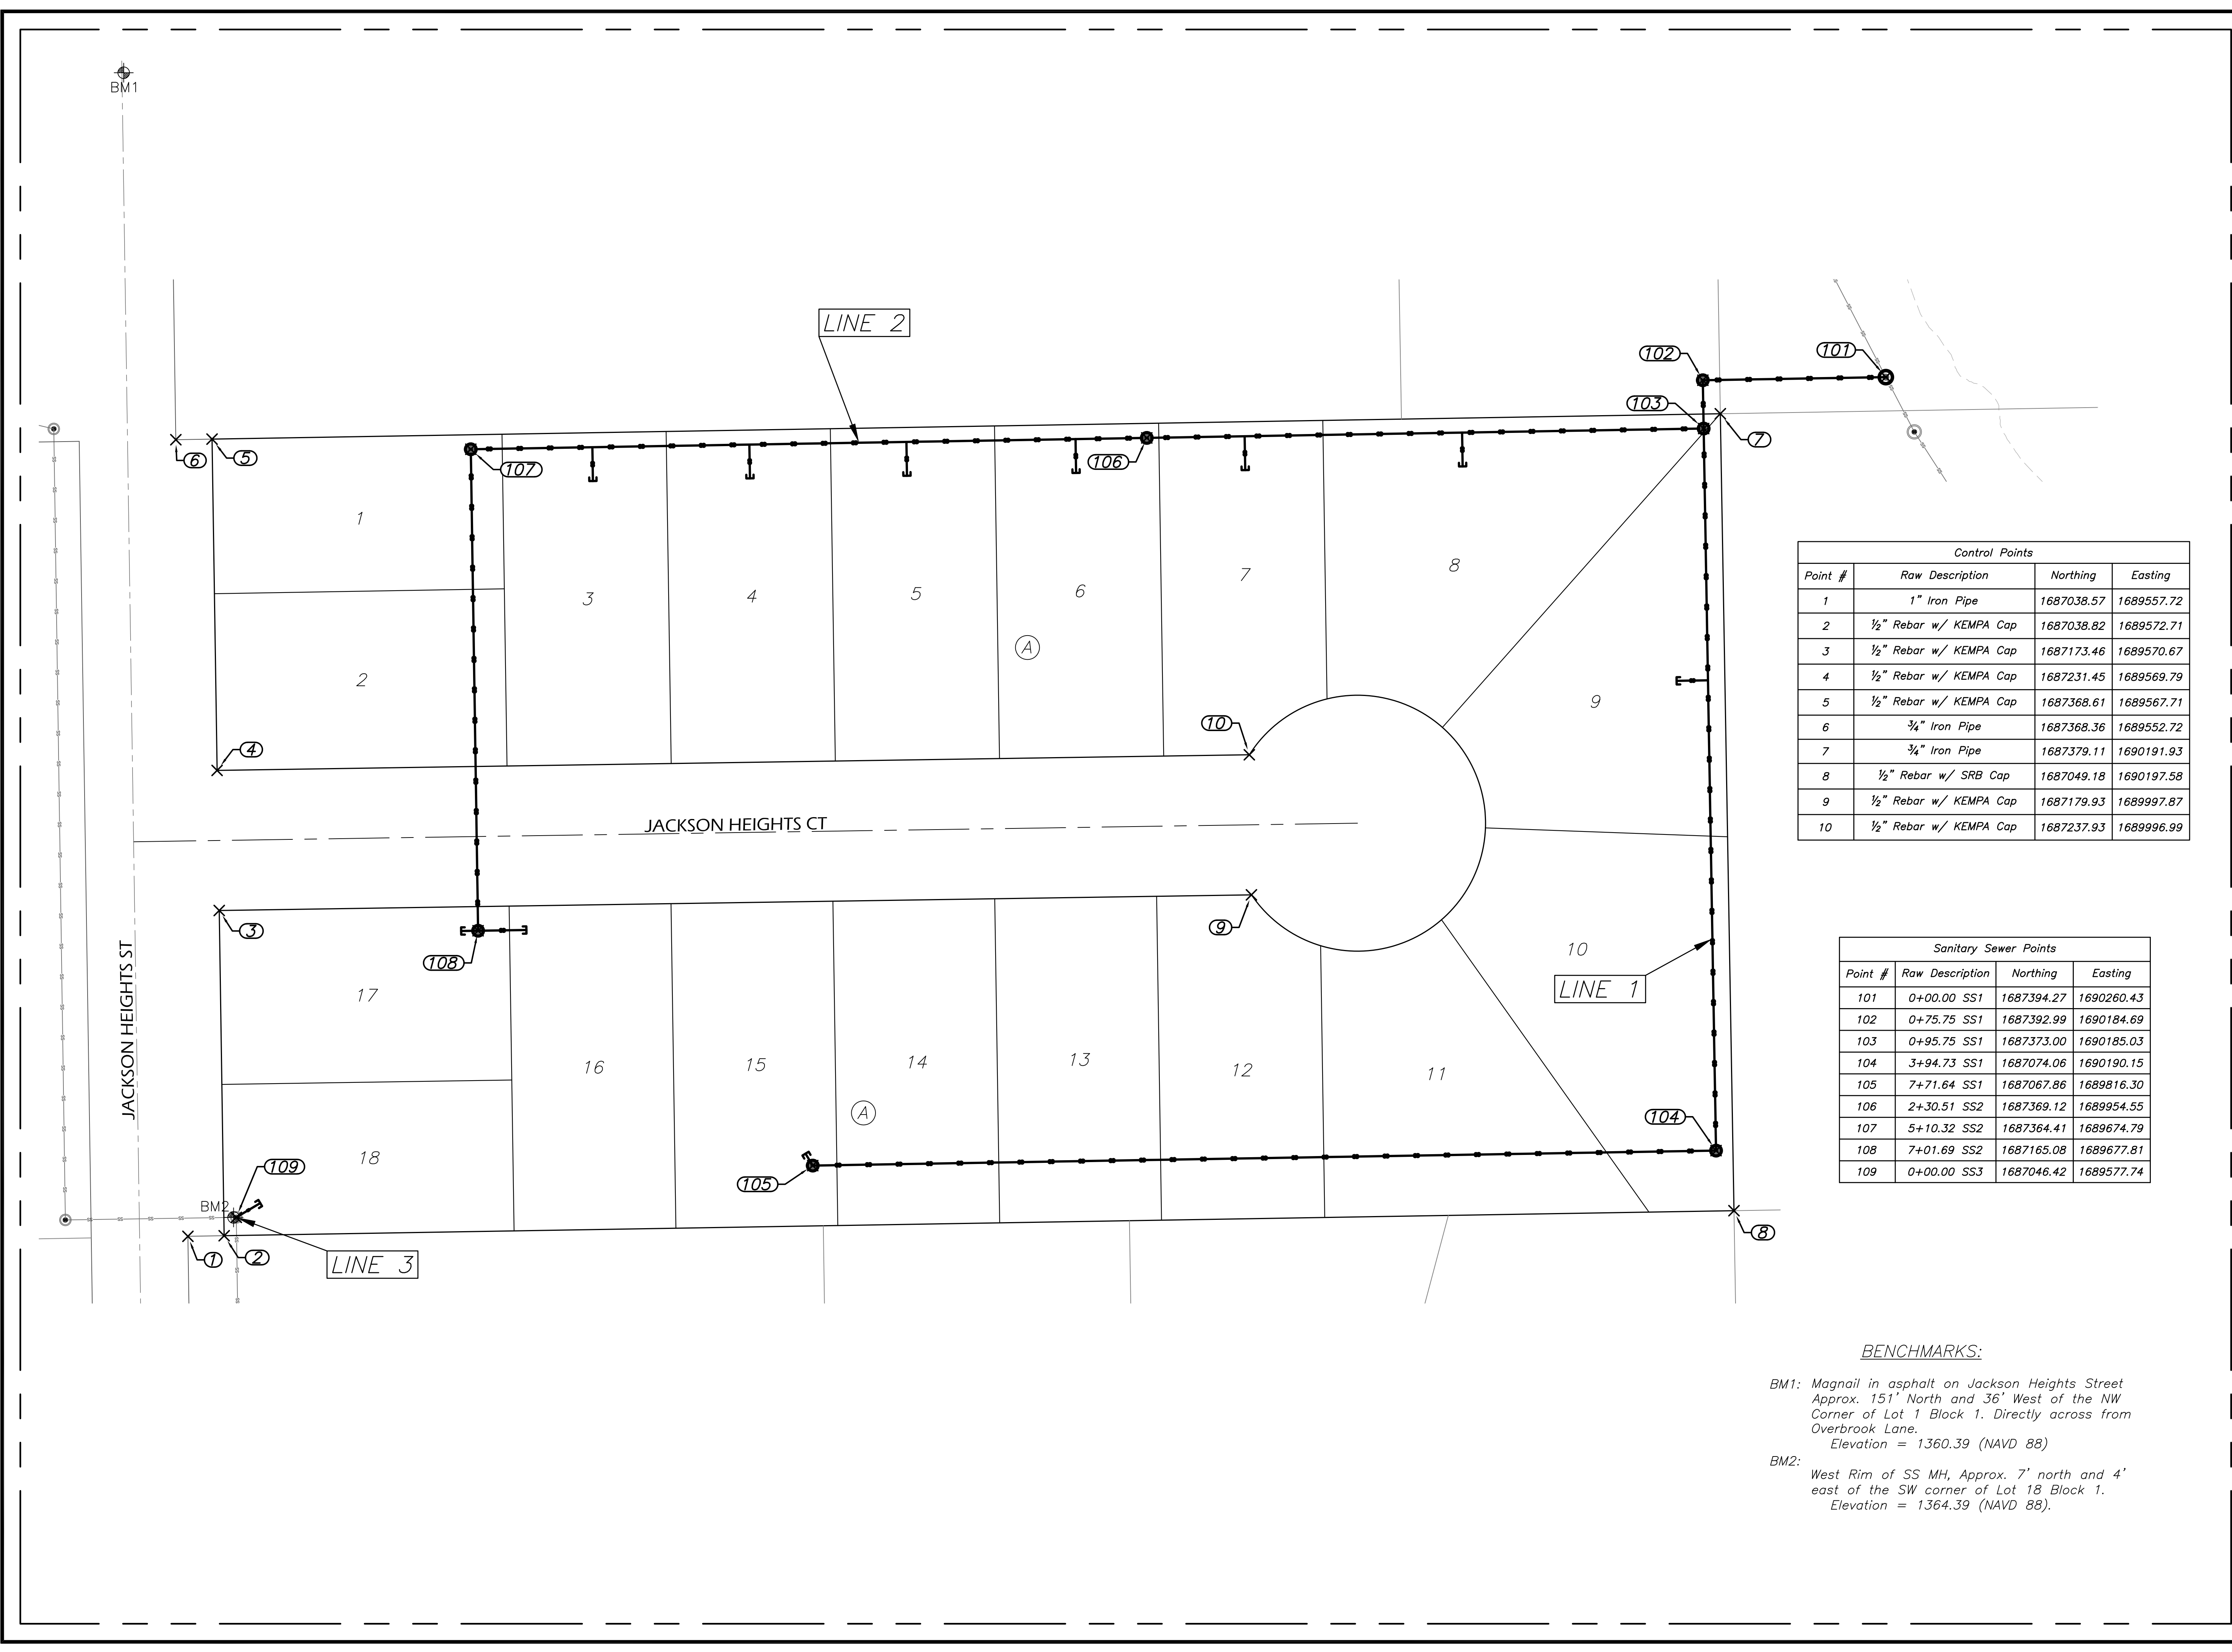 BM1
LINE 2
102
101
103
7
6
5
107
106
1
2
3
4
5
6
7
8
9
A
10
4
JACKSON HEIGHTS CT
JACKSON HEIGHTS ST
3
108
9
10
LINE 1
17
16
15
14
13
12
11
A
18
104
105
109
BM2
1
2
LINE 3
8
Control Points
Point # Raw Description Northing Easting
1 1" Iron Pipe 1687038.57 1689557.72
2 ½" Rebar w/ KEMPA Cap 1687038.82 1689572.71
3 ½" Rebar w/ KEMPA Cap 1687173.46 1689570.67
4 ½" Rebar w/ KEMPA Cap 1687231.45 1689569.79
5 ½" Rebar w/ KEMPA Cap 1687368.61 1689567.71
6 ¾" Iron Pipe 1687368.36 1689552.72
7 ¾" Iron Pipe 1687379.11 1690191.93
8 ½" Rebar w/ SRB Cap 1687049.18 1690197.58
9 ½" Rebar w/ KEMPA Cap 1687179.93 1689997.87
10 ½" Rebar w/ KEMPA Cap 1687237.93 1689996.99
Sanitary Sewer Points
Point # Raw Description Northing Easting
101 0+00.00 SS1 1687394.27 1690260.43
102 0+75.75 SS1 1687392.99 1690184.69
103 0+95.75 SS1 1687373.00 1690185.03
104 3+94.73 SS1 1687074.06 1690190.15
105 7+71.64 SS1 1687067.86 1689816.30
106 2+30.51 SS2 1687369.12 1689954.55
107 5+10.32 SS2 1687364.41 1689674.79
108 7+01.69 SS2 1687165.08 1689677.81
109 0+00.00 SS3 1687046.42 1689577.74
BENCHMARKS:
BM1: Magnail in asphalt on Jackson Heights Street
Approx. 151' North and 36' West of the NW
Corner of Lot 1 Block 1. Directly across from
Overbrook Lane.
Elevation = 1360.39 (NAVD 88)
BM2:
West Rim of SS MH, Approx. 7' north and 4'
east of the SW corner of Lot 18 Block 1.
Elevation = 1364.39 (NAVD 88).